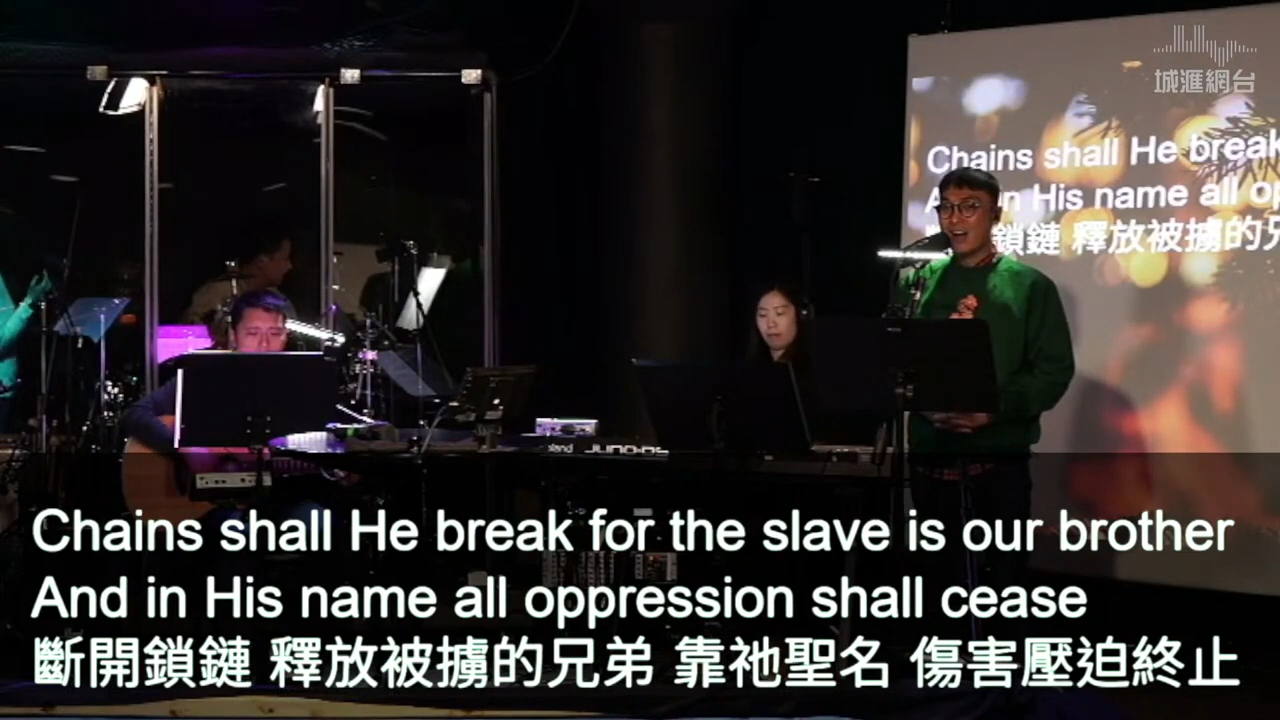 城滙網台
Chains shall He break
n His name all op
鎖鏈 釋放被擄的兄
stand
JUNO-DS
Chains shall He break for the slave is our brother
And in His name all oppression shall cease
斷開鎖鏈 釋放被擄的兄弟 靠祂聖名 傷害壓迫終止